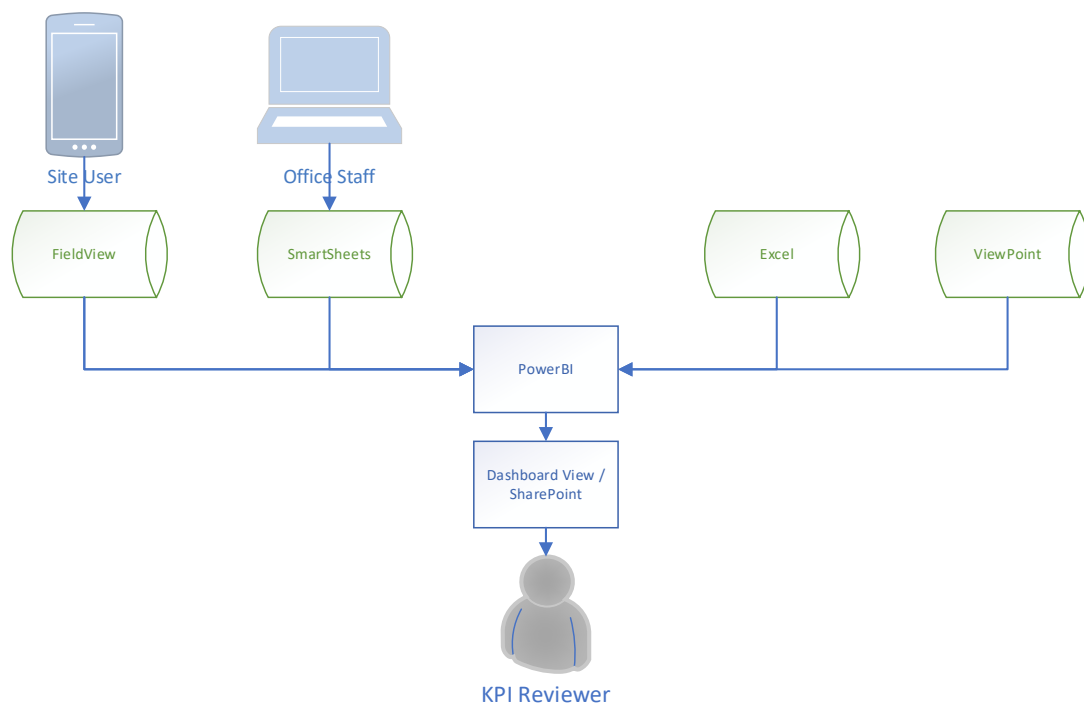 Site User
Office Staff
FieldView
SmartSheets
Excel
ViewPoint
PowerBI
Dashboard View /
SharePoint
KPI Reviewer